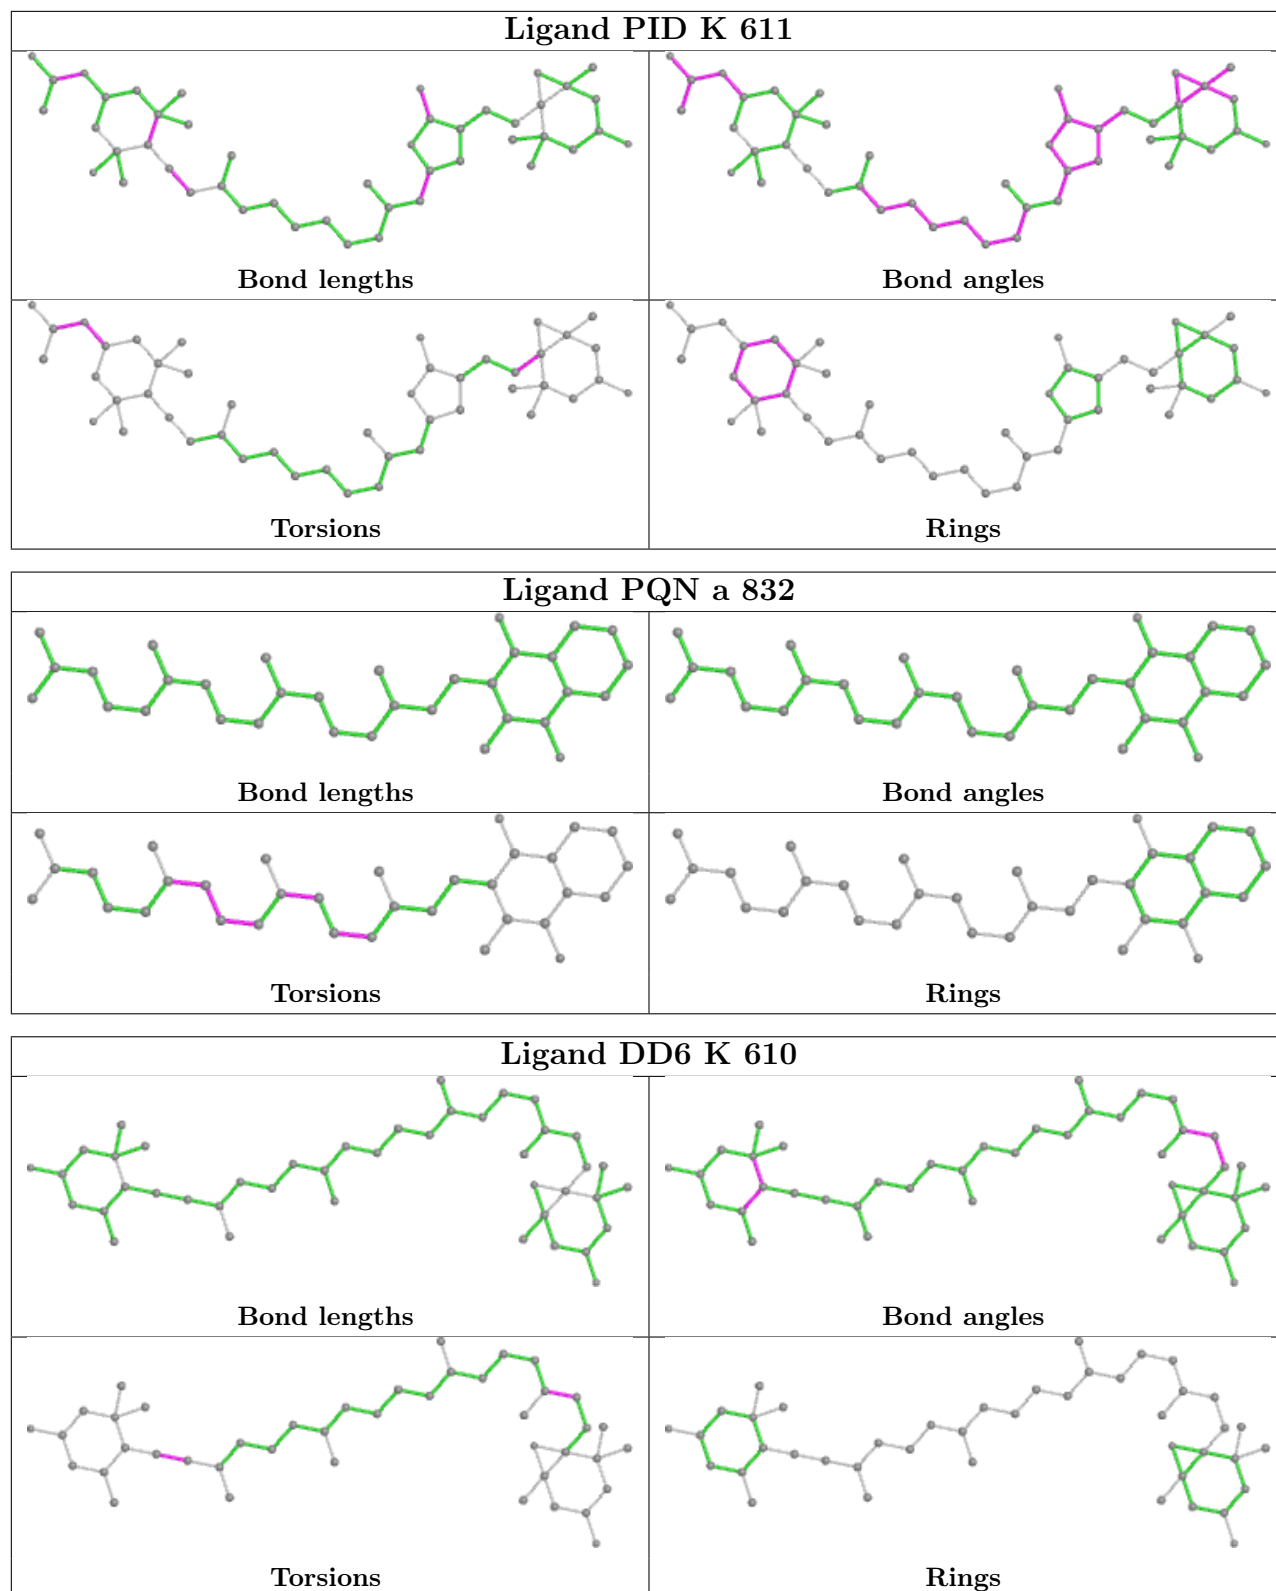 Ligand PID K 611
Bond lengths
Bond angles
Torsions
Rings
Ligand PQN a 832
Bond lengths
Bond angles
Torsions
Rings
Ligand DD6 K 610
Bond lengths
Bond angles
Torsions
Rings